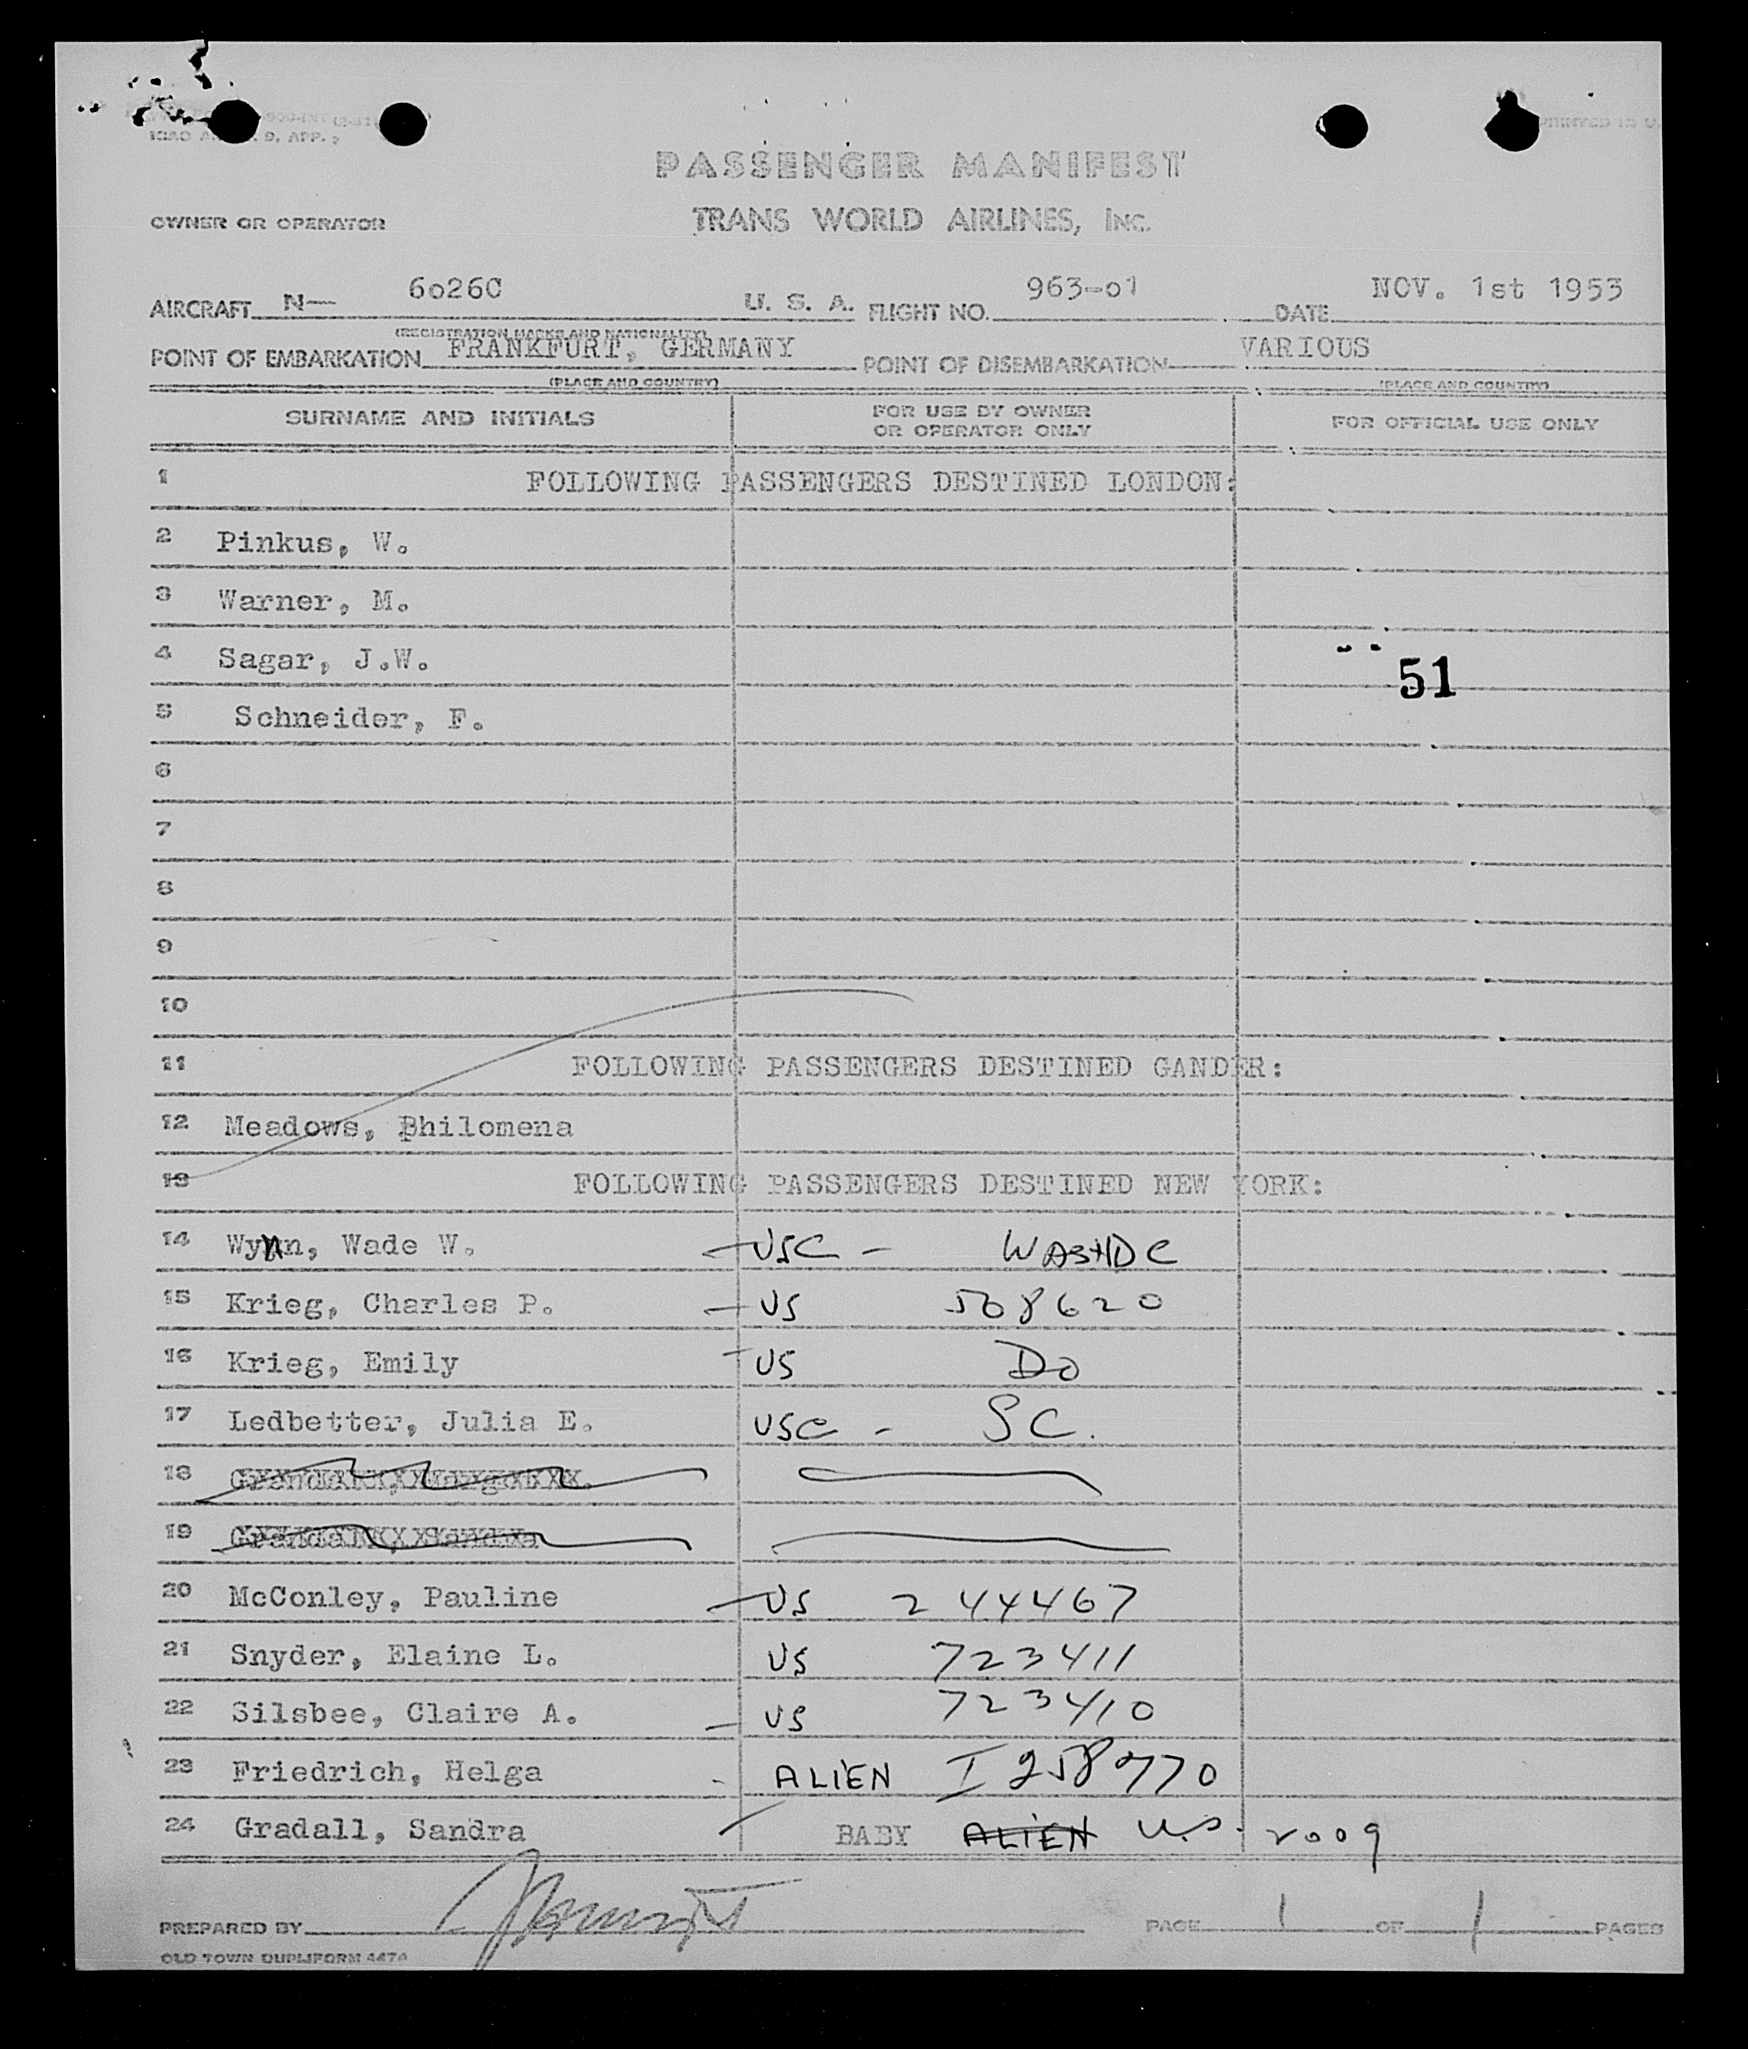 ICAO A 9, APP. 2
PRINTED IN U.
PASSENGER MANIFEST
OWNER OR OPERATOR TRANS WORLD AIRLINES, INC.
AIRCRAFT N— 6026C U. S. A. FLIGHT NO. 963-01 DATE NOV. 1st 1953
(REGISTRATION MARKS AND NATIONALITY)
POINT OF EMBARKATION FRANKFURT, GERMANY POINT OF DISEMBARKATION VARIOUS
(PLACE AND COUNTRY) (PLACE AND COUNTRY)
SURNAME AND INITIALS FOR USE BY OWNER OR OPERATOR ONLY FOR OFFICIAL USE ONLY
1 FOLLOWING PASSENGERS DESTINED LONDON:
2 Pinkus, W.
3 Warner, M.
4 Sagar, J.W.
51
5 Schneider, F.
6
7
8
9
10
11 FOLLOWING PASSENGERS DESTINED GANDER:
12 Meadows, Philomena
13 FOLLOWING PASSENGERS DESTINED NEW YORK:
14 Wynn, Wade W. USC - WASHDC
15 Krieg, Charles P. US 508620
16 Krieg, Emily US DO
17 Ledbetter, Julia E. USC - SC.
18
19
20 McConley, Pauline US 244467
21 Snyder, Elaine L. US 723411
22 Silsbee, Claire A. US 723410
23 Friedrich, Helga ALIEN I 258770
24 Gradall, Sandra BABY ALIEN U.S. 2009
PREPARED BY PAGE 1 OF 1 PAGES
OLD TOWN DUPLIFORM 4474